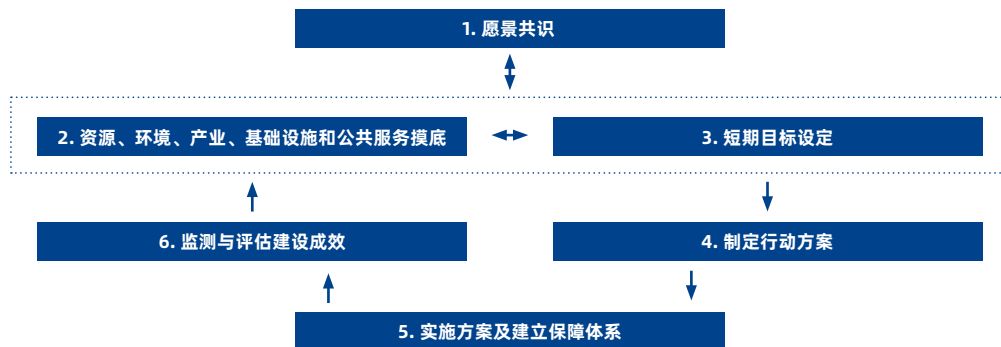 1. 愿景共识
2. 资源、环境、产业、基础设施和公共服务摸底
3. 短期目标设定
6. 监测与评估建设成效
4. 制定行动方案
5. 实施方案及建立保障体系